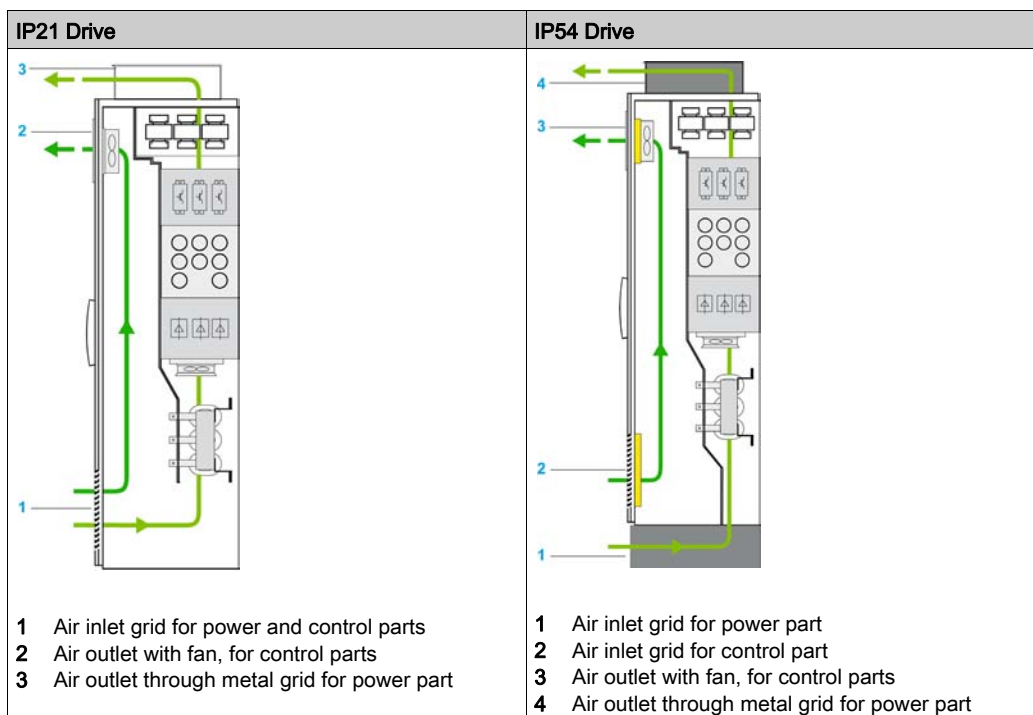 IP21 Drive
3
2
1
1 Air inlet grid for power and control parts
2 Air outlet with fan, for control parts
3 Air outlet through metal grid for power part
IP54 Drive
4
3
2
1
1 Air inlet grid for power part
2 Air inlet grid for control part
3 Air outlet with fan, for control parts
4 Air outlet through metal grid for power part